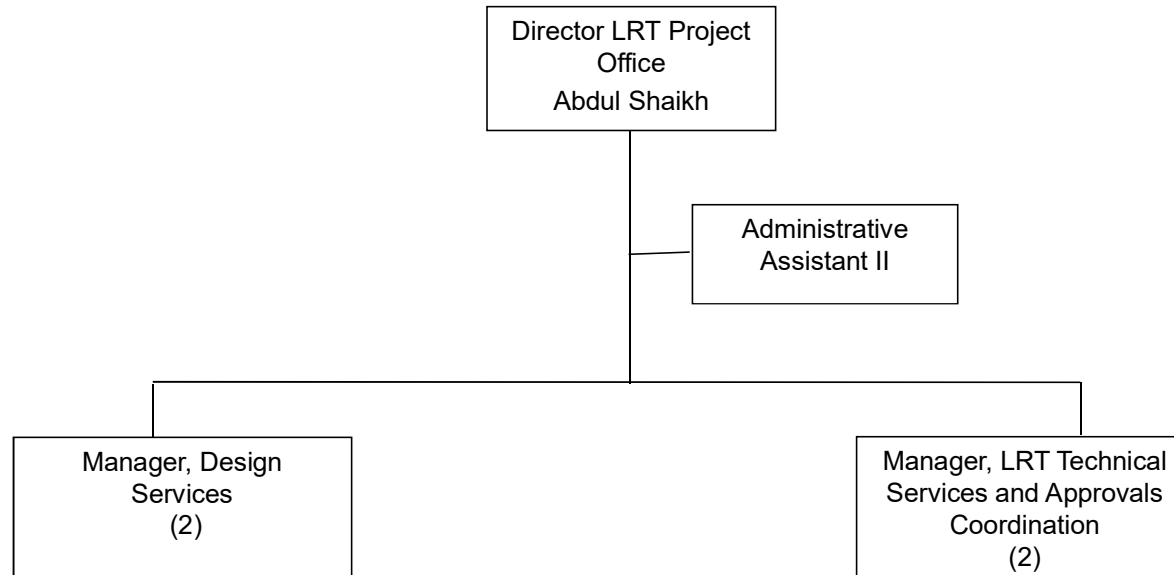 Director LRT Project
Office
Abdul Shaikh
Administrative
Assistant II
Manager, Design
Services
(2)
Manager, LRT Technical
Services and Approvals
Coordination
(2)